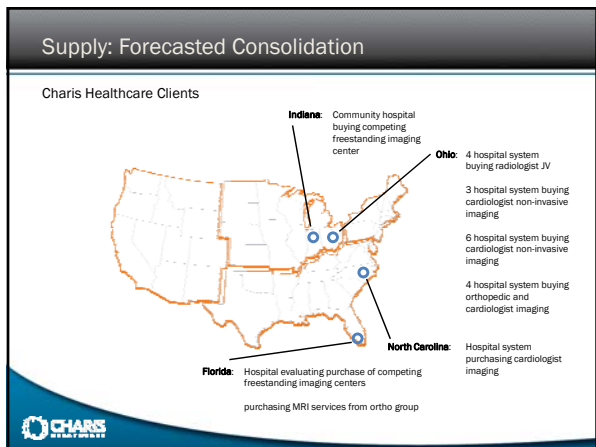 Supply: Forecasted Consolidation
Charis Healthcare Clients
Indiana: Community hospital
buying competing
freestanding imaging
center
Ohio: 4 hospital system
buying radiologist JV
3 hospital system buying
cardiologist non-invasive
imaging
6 hospital system buying
cardiologist non-invasive
imaging
4 hospital system buying
orthopedic and
cardiologist imaging
North Carolina: Hospital system
purchasing cardiologist
imaging
Florida: Hospital evaluating purchase of competing
freestanding imaging centers
purchasing MRI services from ortho group
CHARIS
HEALTHCARE